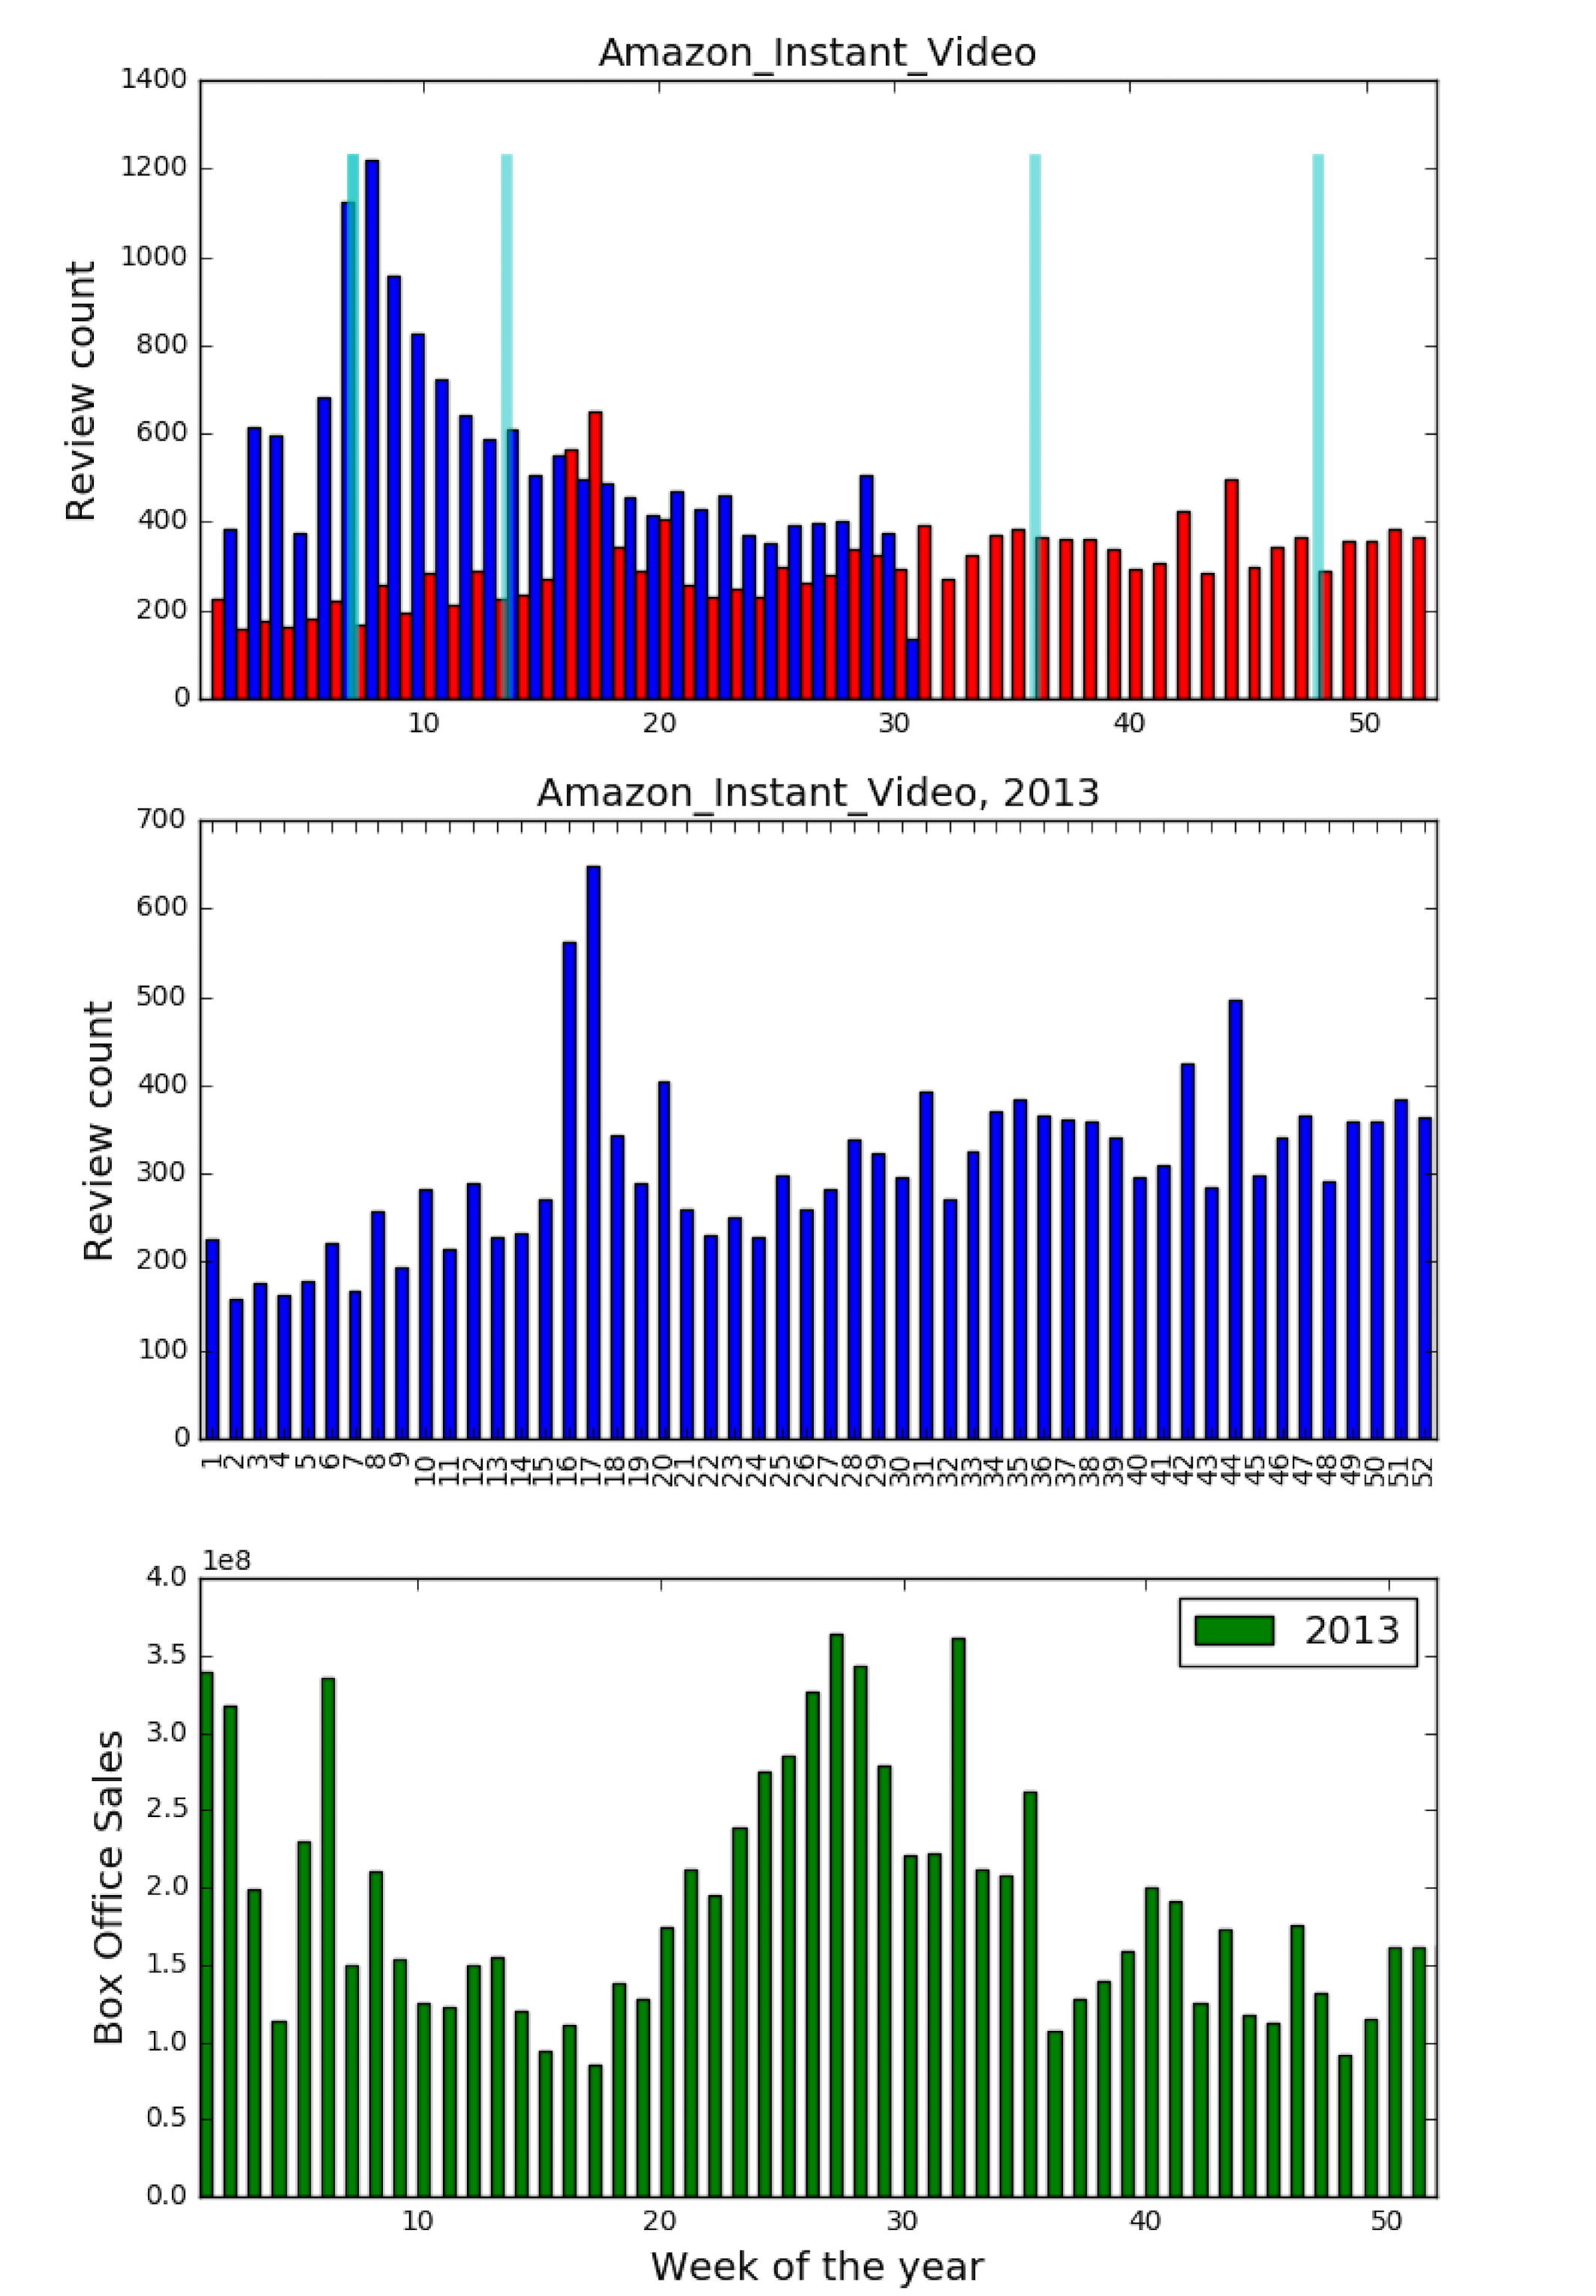 Amazon_Instant_Video
1400
1200
1000
800
600
400
200
0
Review count
10 20 30 40 50
Amazon_Instant_Video, 2013
700
600
500
400
300
200
100
0
Review count
1 2 3 4 5 6 7 8 9 10 11 12 13 14 15 16 17 18 19 20 21 22 23 24 25 26 27 28 29 30 31 32 33 34 35 36 37 38 39 40 41 42 43 44 45 46 47 48 49 50 51 52
1e8
4.0
3.5
3.0
2.5
2.0
1.5
1.0
0.5
0.0
Box Office Sales
2013
10 20 30 40 50
Week of the year